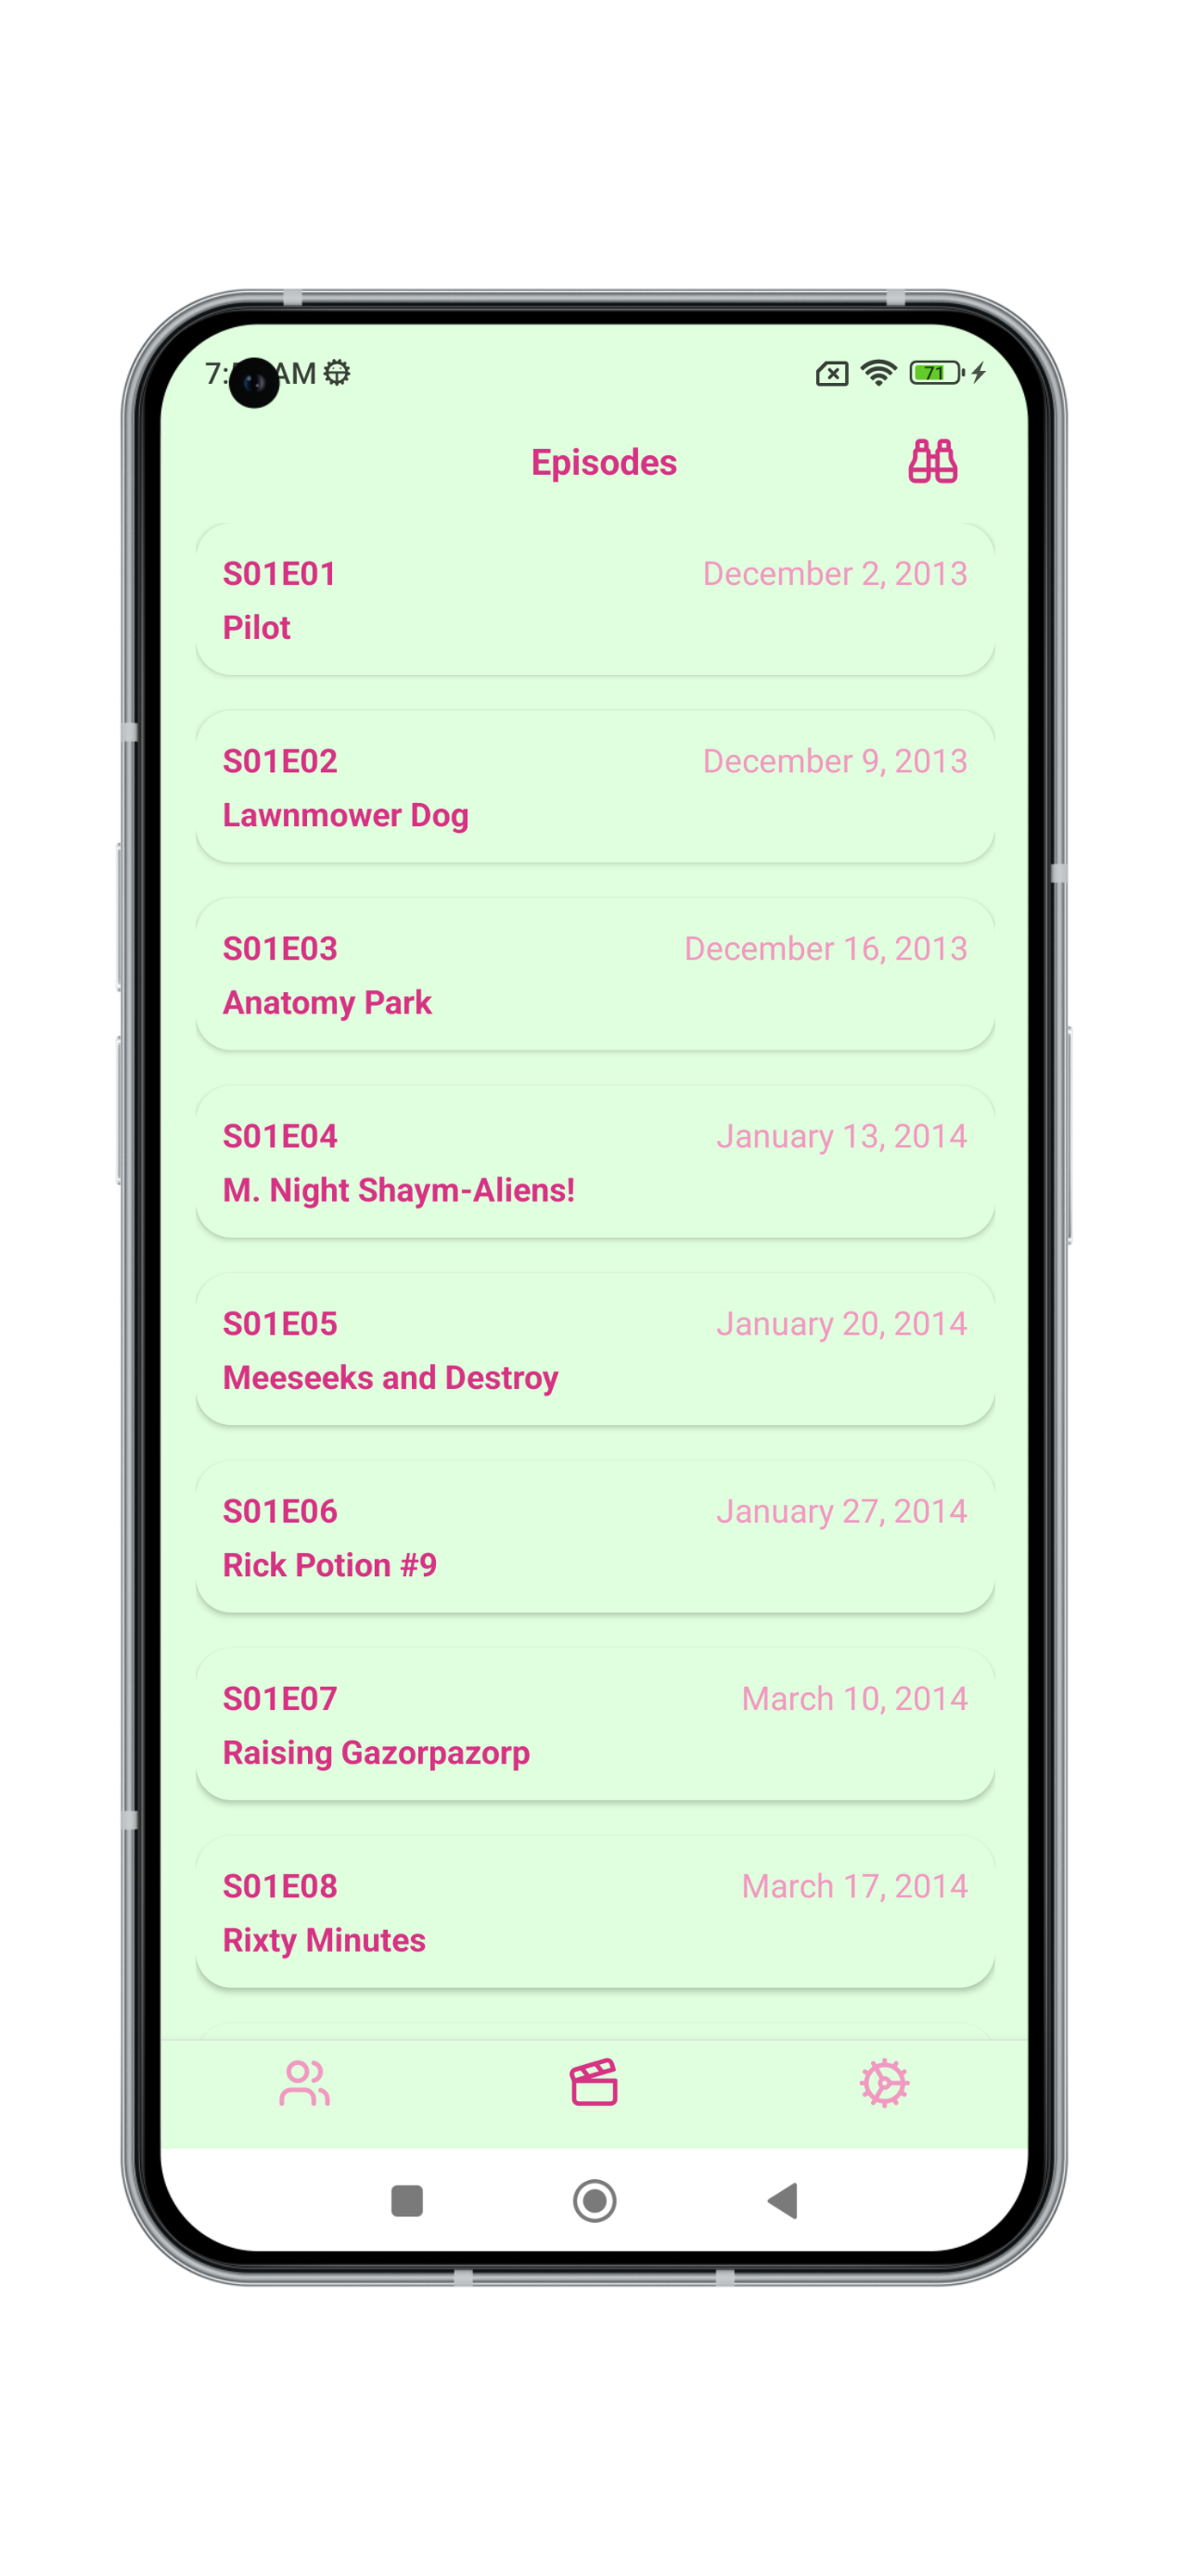 AM
71
Episodes
S01E01 December 2, 2013
Pilot
S01E02 December 9, 2013
Lawnmower Dog
S01E03 December 16, 2013
Anatomy Park
S01E04 January 13, 2014
M. Night Shaym-Aliens!
S01E05 January 20, 2014
Meeseeks and Destroy
S01E06 January 27, 2014
Rick Potion #9
S01E07 March 10, 2014
Raising Gazorpazorp
S01E08 March 17, 2014
Rixty Minutes